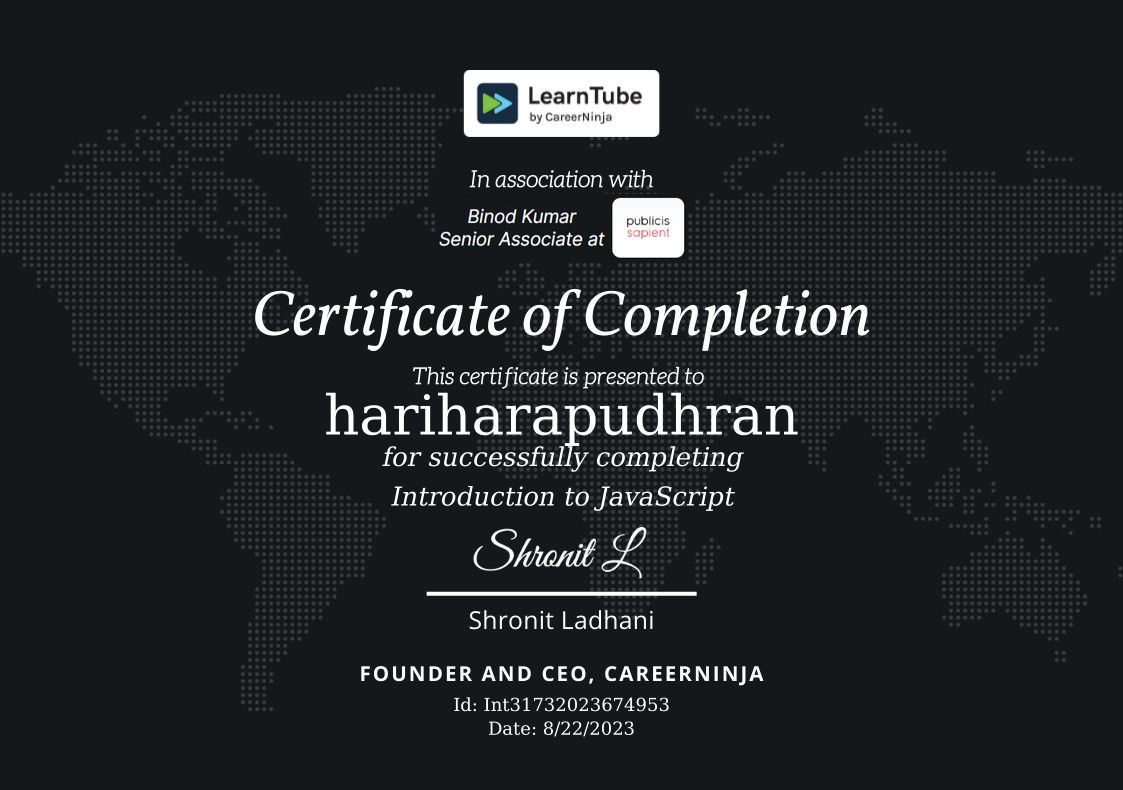 LearnTube
by CareerNinja
In association with
Binod Kumar
Senior Associate at
publicis
sapient
Certificate of Completion
This certificate is presented to
hariharapudhran
for successfully completing
Introduction to JavaScript
Shronit L
Shronit Ladhani
FOUNDER AND CEO, CAREERNINJA
Id: Int31732023674953
Date: 8/22/2023